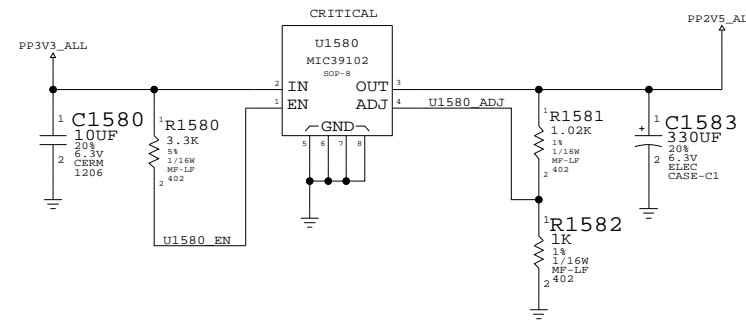 CRITICAL
PP2V5_AL
PP3V3_ALL
U1580
MIC39102
SOP-8
2 IN OUT 3
1 EN ADJ 4
U1580_ADJ
GND
5 6 7 8
1 C1580
10UF
20%
6.3V
2 CERM
1206
1 R1580
3.3K
5%
1/16W
MF-LF
2 402
U1580_EN
1 R1581
1.02K
1%
1/16W
MF-LF
2 402
1 C1583
+ 330UF
20%
2 6.3V
ELEC
CASE-C1
1 R1582
1K
1%
1/16W
MF-LF
2 402